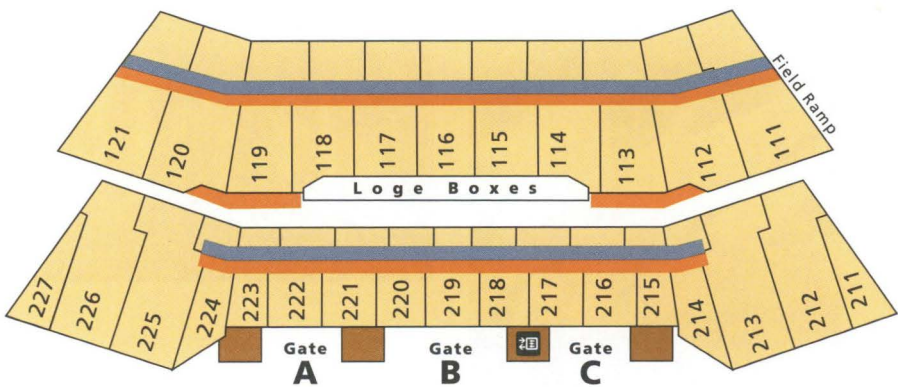 Field Ramp
121 120 119 118 117 116 115 114 113 112 111
Loge Boxes
227 226 225 224 223 222 221 220 219 218 217 216 215 214 213 212 211
Gate A
Gate B
Gate C